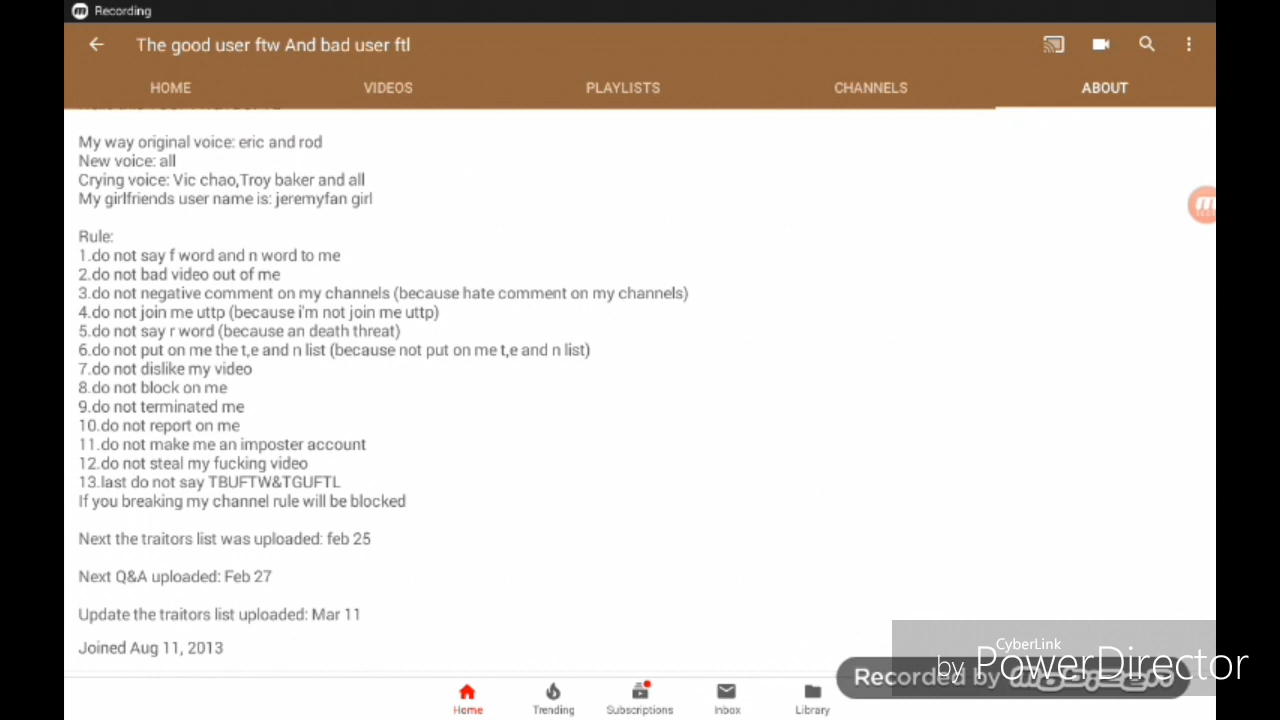 Recording
The good user ftw And bad user ftl
HOME VIDEOS PLAYLISTS CHANNELS ABOUT
My way original voice: eric and rod
New voice: all
Crying voice: Vic chao,Troy baker and all
My girlfriends user name is: jeremyfan girl
Rule:
1.do not say f word and n word to me
2.do not bad video out of me
3.do not negative comment on my channels (because hate comment on my channels)
4.do not join me uttp (because i'm not join me uttp)
5.do not say r word (because an death threat)
6.do not put on me the t,e and n list (because not put on me t,e and n list)
7.do not dislike my video
8.do not block on me
9.do not terminated me
10.do not report on me
11.do not make me an imposter account
12.do not steal my fucking video
13.last do not say TBUFTW&TGUFTL
If you breaking my channel rule will be blocked
Next the traitors list was uploaded: feb 25
Next Q&A uploaded: Feb 27
Update the traitors list uploaded: Mar 11
Joined Aug 11, 2013
CyberLink
by PowerDirector
Recorded by
Home Trending Subscriptions Inbox Library